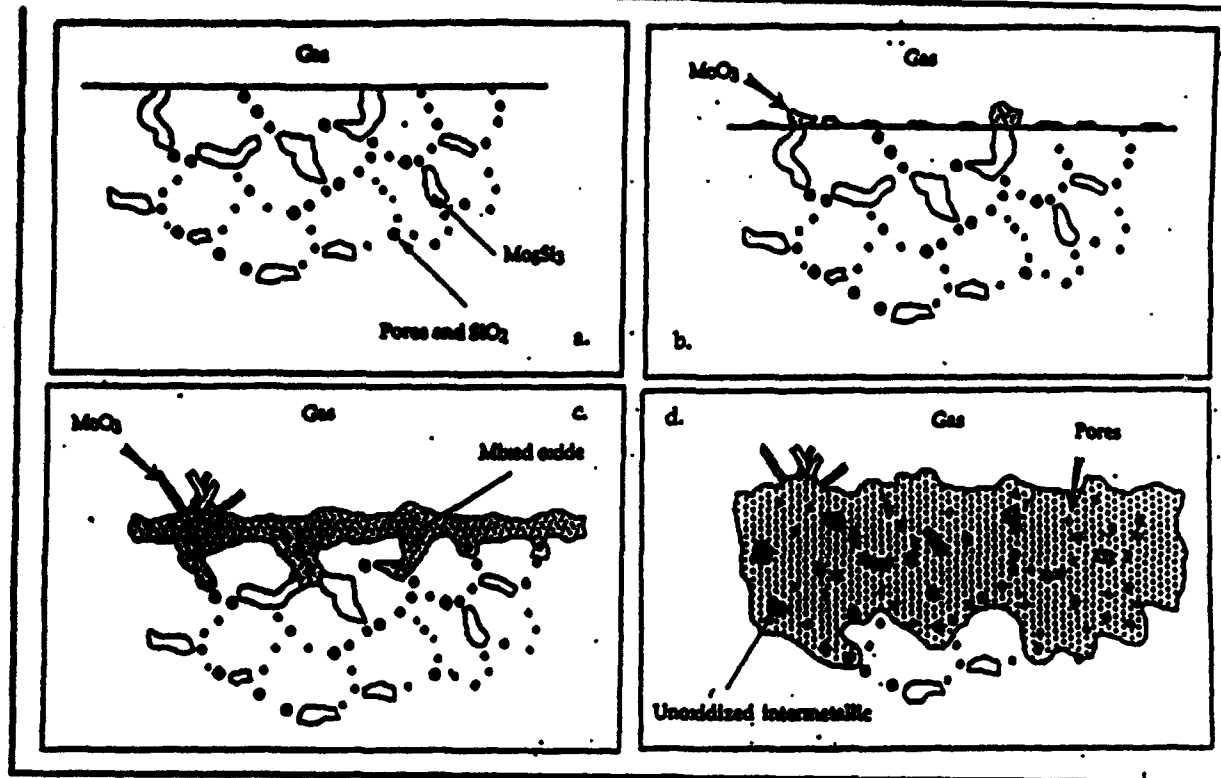 Gas
Mo₅Si₃
Pores and SiO₂
a.
Gas
MoO₃
b.
Gas
c.
MoO₃
Mixed oxide
d.
Gas
Pores
Unoxidized intermetallic